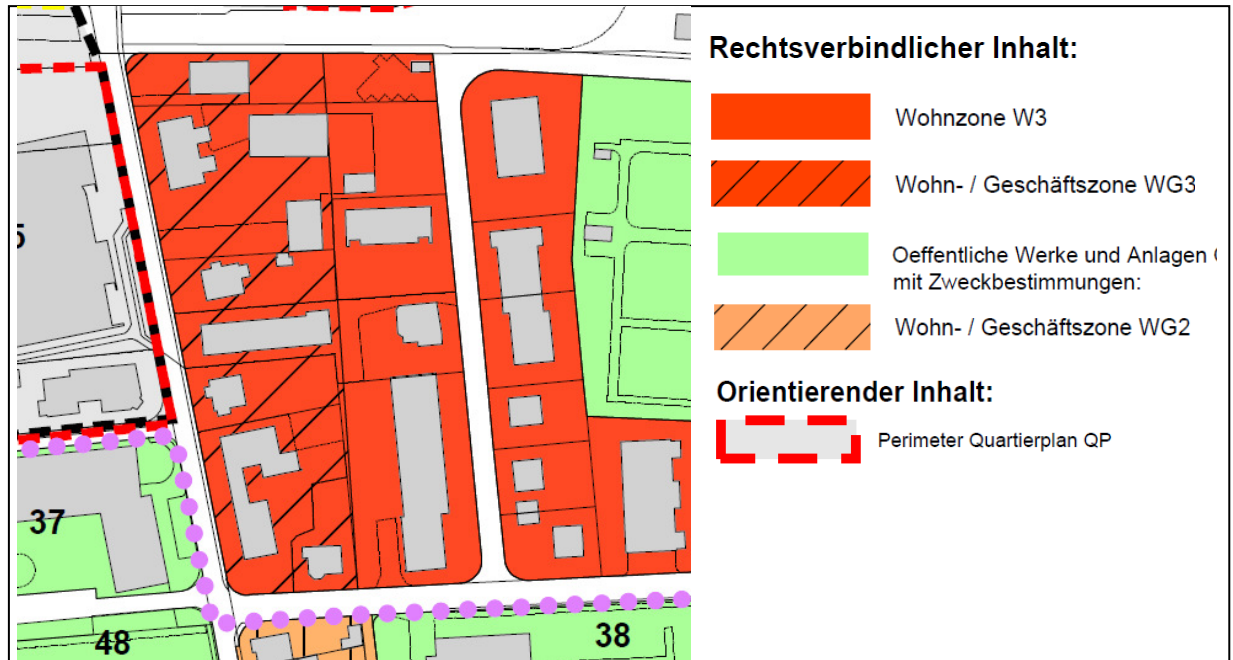 Rechtsverbindlicher Inhalt:
Wohnzone W3
Wohn- / Geschäftszone WG3
Oeffentliche Werke und Anlagen
mit Zweckbestimmungen:
Wohn- / Geschäftszone WG2
Orientierender Inhalt:
Perimeter Quartierplan QP
5
37
48
38